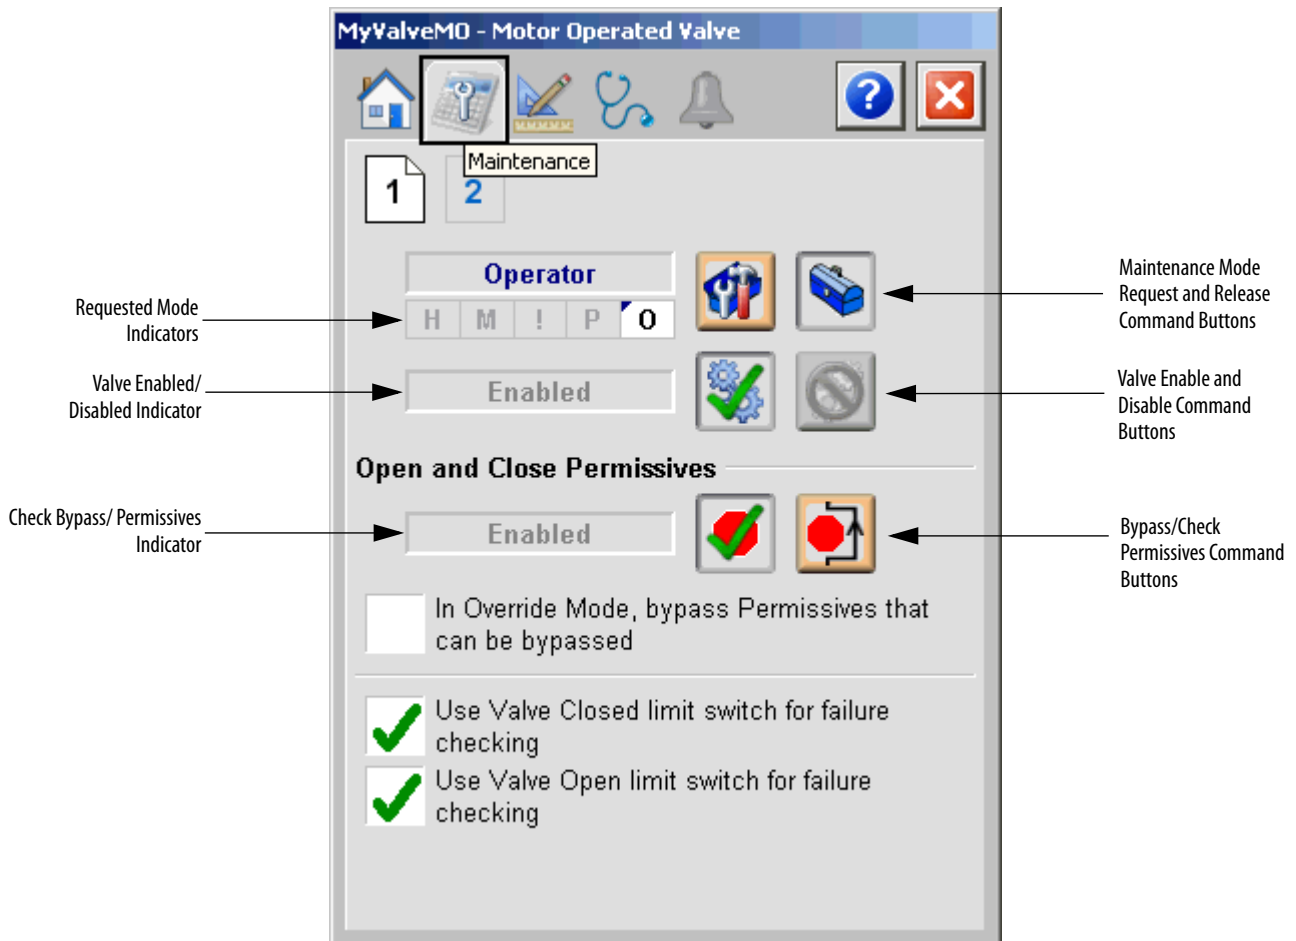 MyValveMO - Motor Operated Valve
?
Maintenance
1
2
Operator
H M ! P O
Requested Mode
Indicators
Maintenance Mode
Request and Release
Command Buttons
Enabled
Valve Enabled/
Disabled Indicator
Valve Enable and
Disable Command
Buttons
Open and Close Permissives
Enabled
Check Bypass/ Permissives
Indicator
Bypass/Check
Permissives Command
Buttons
In Override Mode, bypass Permissives that
can be bypassed
Use Valve Closed limit switch for failure
checking
Use Valve Open limit switch for failure
checking